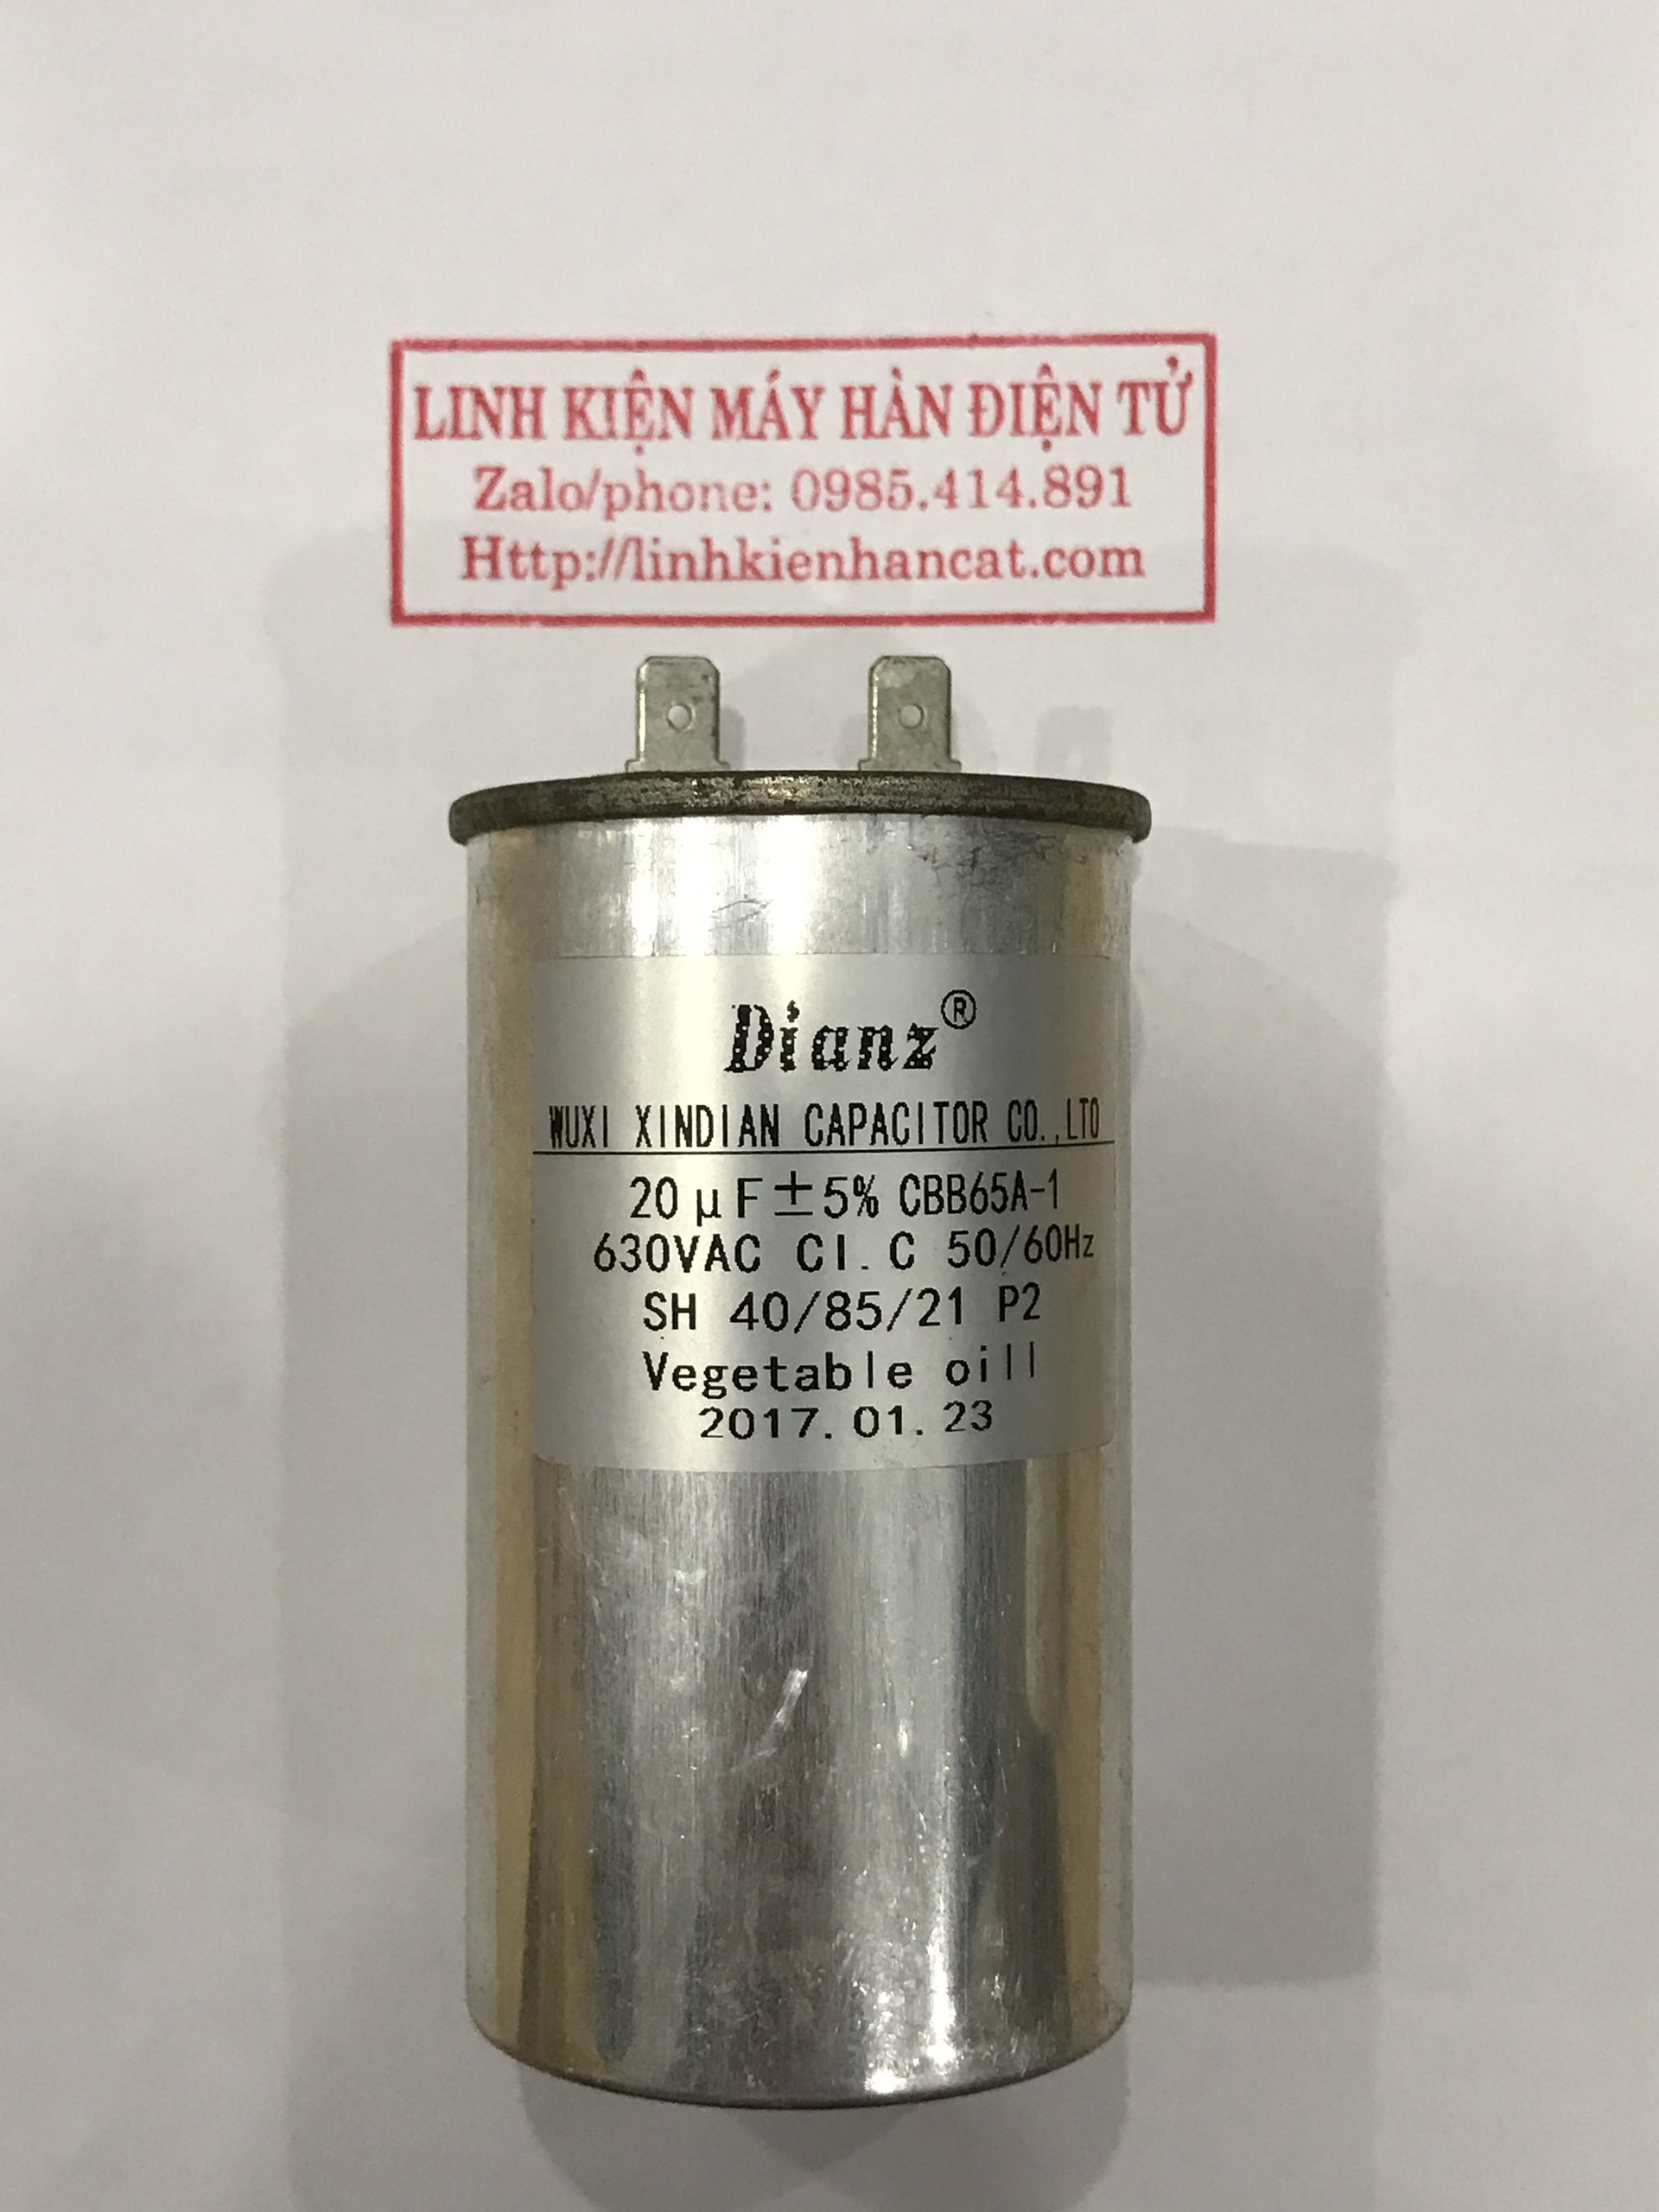 LINH KIỆN MÁY HÀN ĐIỆN TỬ
Zalo/phone: 0985.414.891
Http://linhkienhancat.com
Dianz®
WUXI XINDIAN CAPACITOR CO.,LTD
20μF±5% CBB65A-1
630VAC Cl.C 50/60Hz
SH 40/85/21 P2
Vegetable oill
2017.01.23